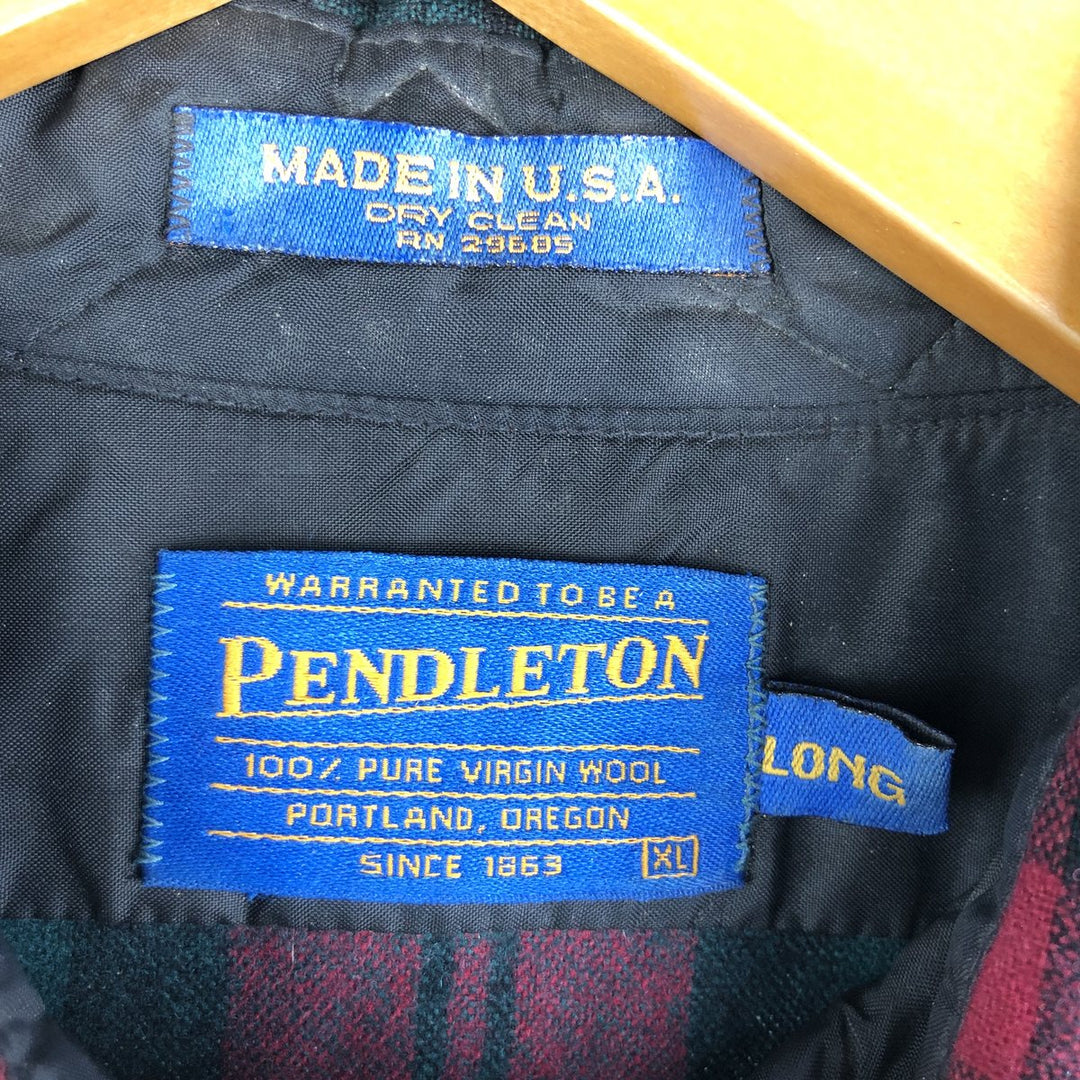 MADE IN U.S.A.
DRY CLEAN
RN 29685
WARRANTED TO BE A
PENDLETON
100% PURE VIRGIN WOOL
PORTLAND, OREGON
SINCE 1863
XL
LONG